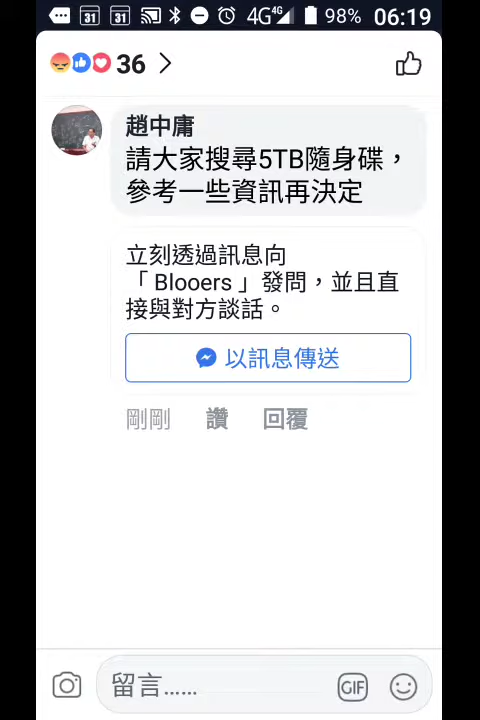 31 31 4G 4G 98% 06:19
36
趙中庸
請大家搜尋5TB隨身碟，
參考一些資訊再決定
立刻透過訊息向
「 Blooers 」發問，並且直
接與對方談話。
以訊息傳送
剛剛 讚 回覆
留言…… GIF